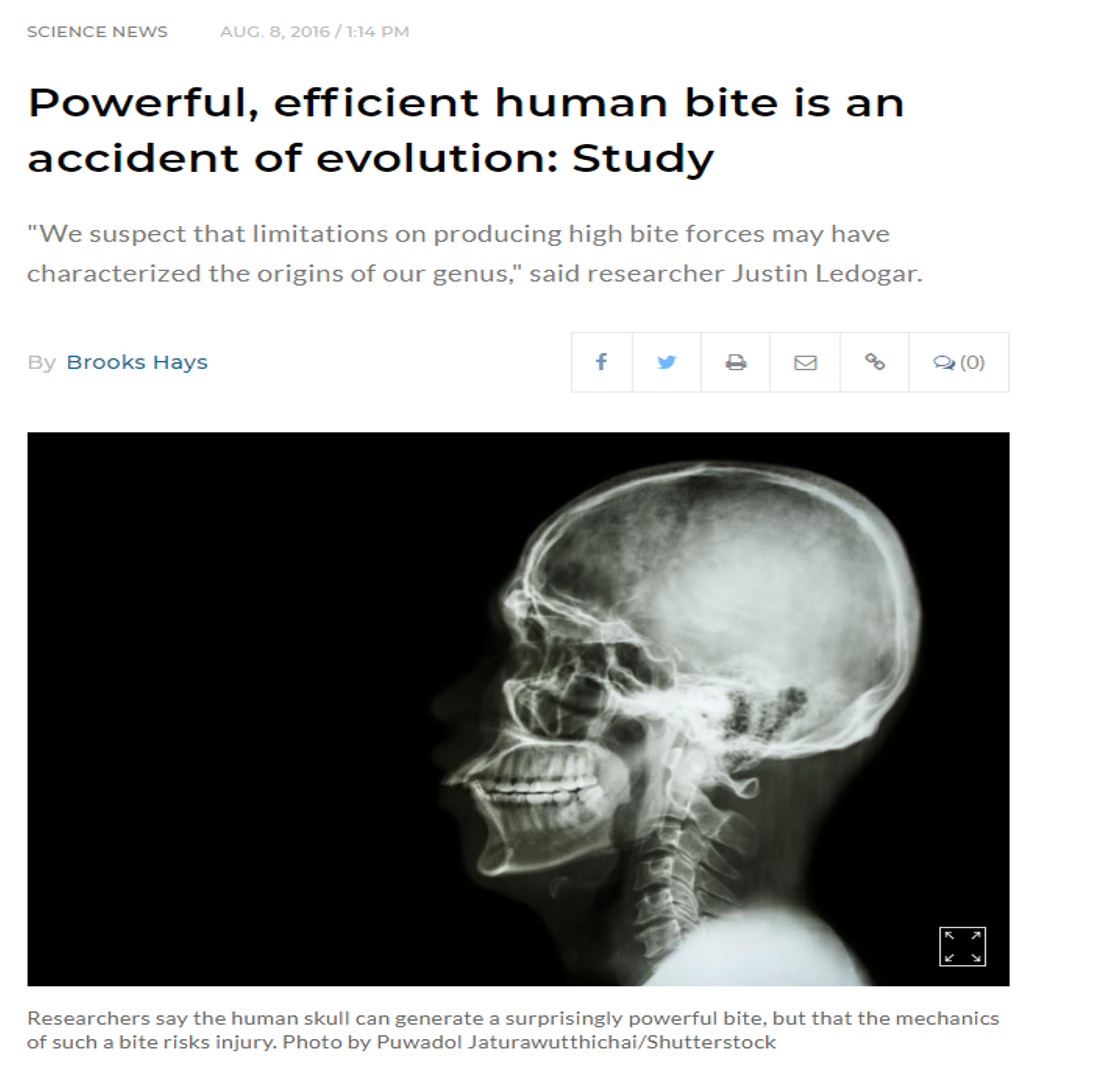 SCIENCE NEWS AUG. 8, 2016 / 1:14 PM
Powerful, efficient human bite is an
accident of evolution: Study
"We suspect that limitations on producing high bite forces may have
characterized the origins of our genus," said researcher Justin Ledogar.
By Brooks Hays
(0)
Researchers say the human skull can generate a surprisingly powerful bite, but that the mechanics
of such a bite risks injury. Photo by Puwadol Jaturawutthichai/Shutterstock